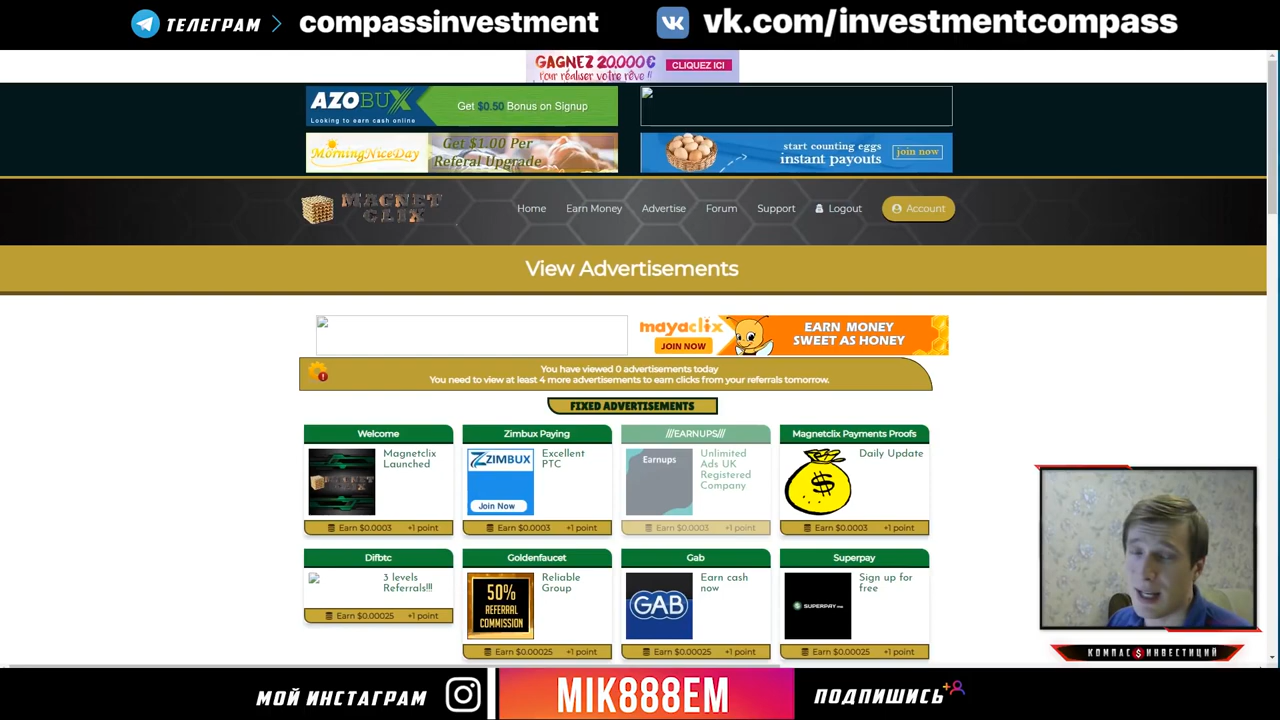 ТЕЛЕГРАМ
compassinvestment
vk.com/investmentcompass
GAGNEZ 20.000€
Pour réaliser votre rêve !!
CLIQUEZ ICI
AZOBUX
Looking to earn cash online
Get $0.50 Bonus on Signup
MorningNiceDay
Get $1.00 Per
Referal Upgrade
start counting eggs
instant payouts
join now
MAGNET
CLIX
Home
Earn Money
Advertise
Forum
Support
Logout
Account
View Advertisements
mayaclix
JOIN NOW
EARN MONEY
SWEET AS HONEY
You have viewed 0 advertisements today
You need to view at least 4 more advertisements to earn clicks from your referrals tomorrow.
FIXED ADVERTISEMENTS
Welcome
Magnetclix
Launched
Earn $0.0003 +1 point
Zimbux Paying
ZIMBUX
Join Now
Excellent
PTC
Earn $0.0003 +1 point
///EARNUPS///
Earnups
Unlimited
Ads UK
Registered
Company
Earn $0.0003 +1 point
Magnetclix Payments Proofs
$
Daily Update
Earn $0.0003 +1 point
Difbtc
3 levels
Referrals!!!
Earn $0.00025 +1 point
Goldenfaucet
50%
REFERRAL
COMMISSION
Reliable
Group
Earn $0.00025 +1 point
Gab
GAB
Earn cash
now
Earn $0.00025 +1 point
Superpay
SUPERPAY.ME
Sign up for
free
Earn $0.00025 +1 point
КОМПАС $ ИНВЕСТИЦИЙ
МОЙ ИНСТАГРАМ
MIK888EM
ПОДПИШИСЬ